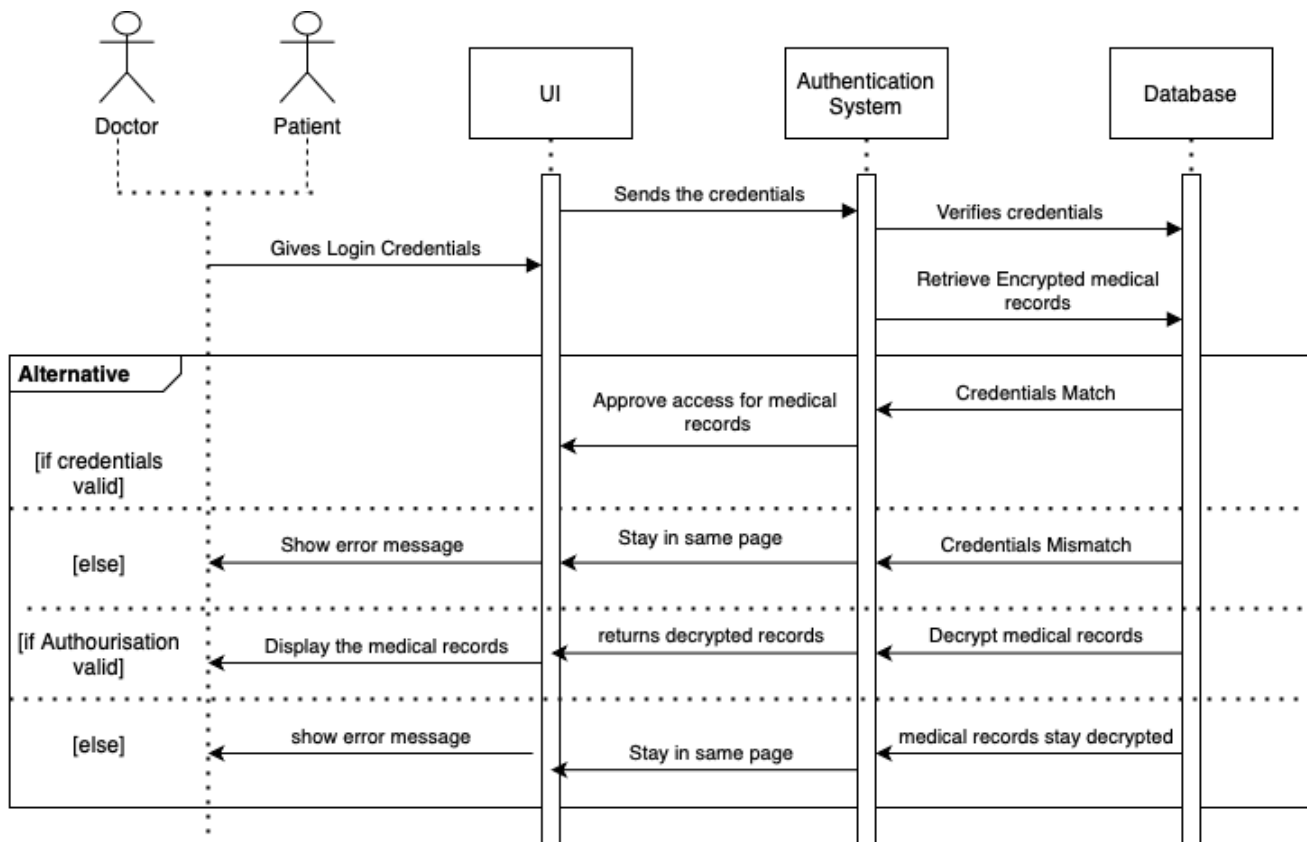 Doctor
Patient
UI
Authentication
System
Database
Sends the credentials
Verifies credentials
Gives Login Credentials
Retrieve Encrypted medical
records
Alternative
Credentials Match
Approve access for medical
records
[if credentials
valid]
Show error message
Stay in same page
Credentials Mismatch
[else]
[if Authourisation
valid]
Display the medical records
returns decrypted records
Decrypt medical records
[else]
show error message
Stay in same page
medical records stay decrypted